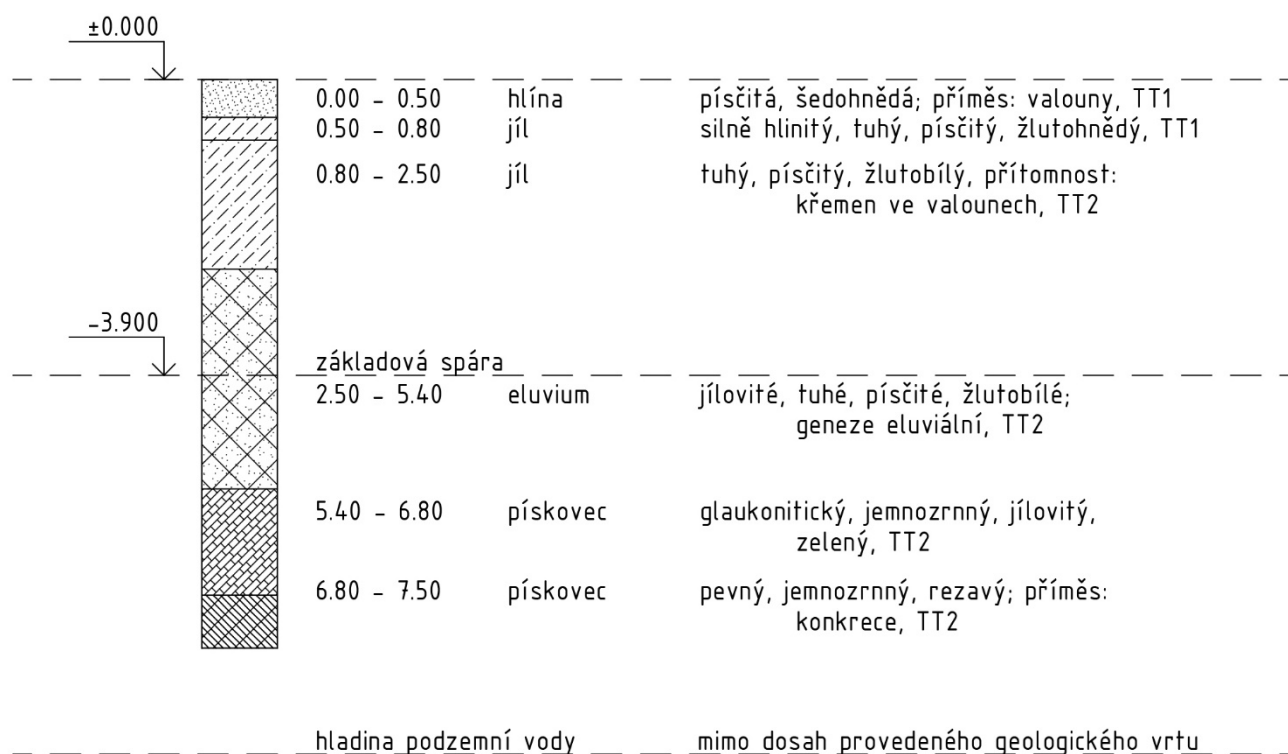 ±0.000
0.00 - 0.50 hlína písčitá, šedohnědá; příměs: valouny, TT1
0.50 - 0.80 jíl silně hlinitý, tuhý, písčitý, žlutohnědý, TT1
0.80 - 2.50 jíl tuhý, písčitý, žlutobílý, přítomnost:
křemen ve valounech, TT2
-3.900
základová spára
2.50 - 5.40 eluvium jílovité, tuhé, písčité, žlutobílé;
geneze eluviální, TT2
5.40 - 6.80 pískovec glaukonitický, jemnozrnný, jílovitý,
zelený, TT2
6.80 - 7.50 pískovec pevný, jemnozrnný, rezavý; příměs:
konkrece, TT2
hladina podzemní vody mimo dosah provedeného geologického vrtu